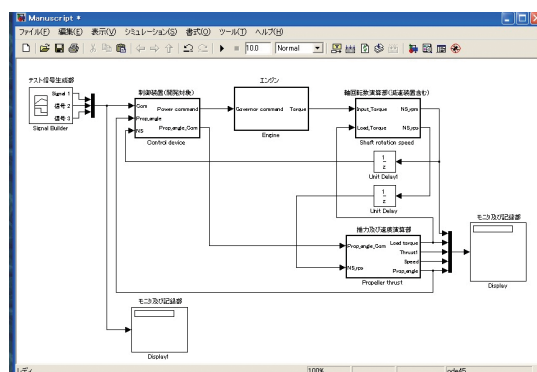 Manuscript *
ファイル(F) 編集(E) 表示(V) シミュレーション(S) 書式(O) ツール(T) ヘルプ(H)
10.0 Normal
テスト信号生成部
Signal 1
信号 2
信号 3
Signal Builder
制御装置(開発対象)
Com
Prop_angle
NS
Power command
Prop_angle_Com
Control device
エンジン
Governor command
Torque
Engine
軸回転数演算部(減速装置含む)
Input_Torque
Load_Torque
NS_rpm
NS_rps
Shaft rotation speed
1
z
Unit Delay1
1
z
Unit Delay
推力及び速度演算部
Prop_angle_Com
NS_rps
Load torque
Thrust1
Speed
Prop_angle
Propeller thrust
モニタ及び記録部
Display
モニタ及び記録部
Display1
レディ
100%
ode45